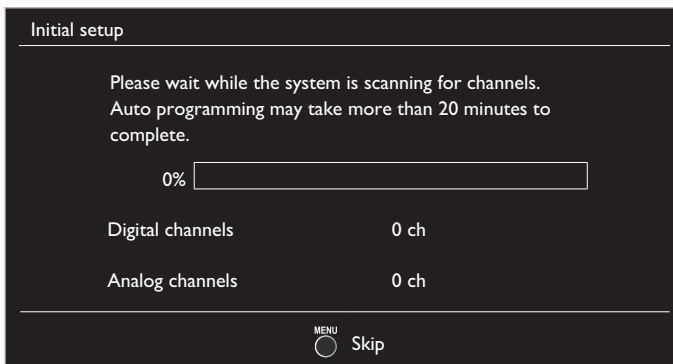 Initial setup
Please wait while the system is scanning for channels.
Auto programming may take more than 20 minutes to
complete.
0%
Digital channels 0 ch
Analog channels 0 ch
MENU Skip